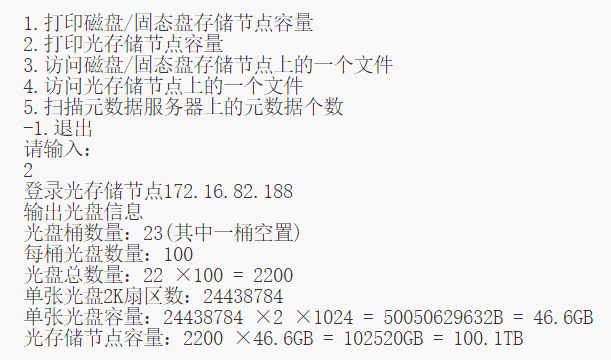 1.打印磁盘/固态盘存储节点容量
2.打印光存储节点容量
3.访问磁盘/固态盘存储节点上的一个文件
4.访问光存储节点上的一个文件
5.扫描元数据服务器上的元数据个数
-1.退出
请输入:
2
登录光存储节点172.16.82.188
输出光盘信息
光盘桶数量: 23(其中一桶空置)
每桶光盘数量: 100
光盘总数量: 22 ×100 = 2200
单张光盘2K扇区数: 24438784
单张光盘容量: 24438784 ×2 ×1024 = 50050629632B = 46.6GB
光存储节点容量: 2200 ×46.6GB = 102520GB = 100.1TB